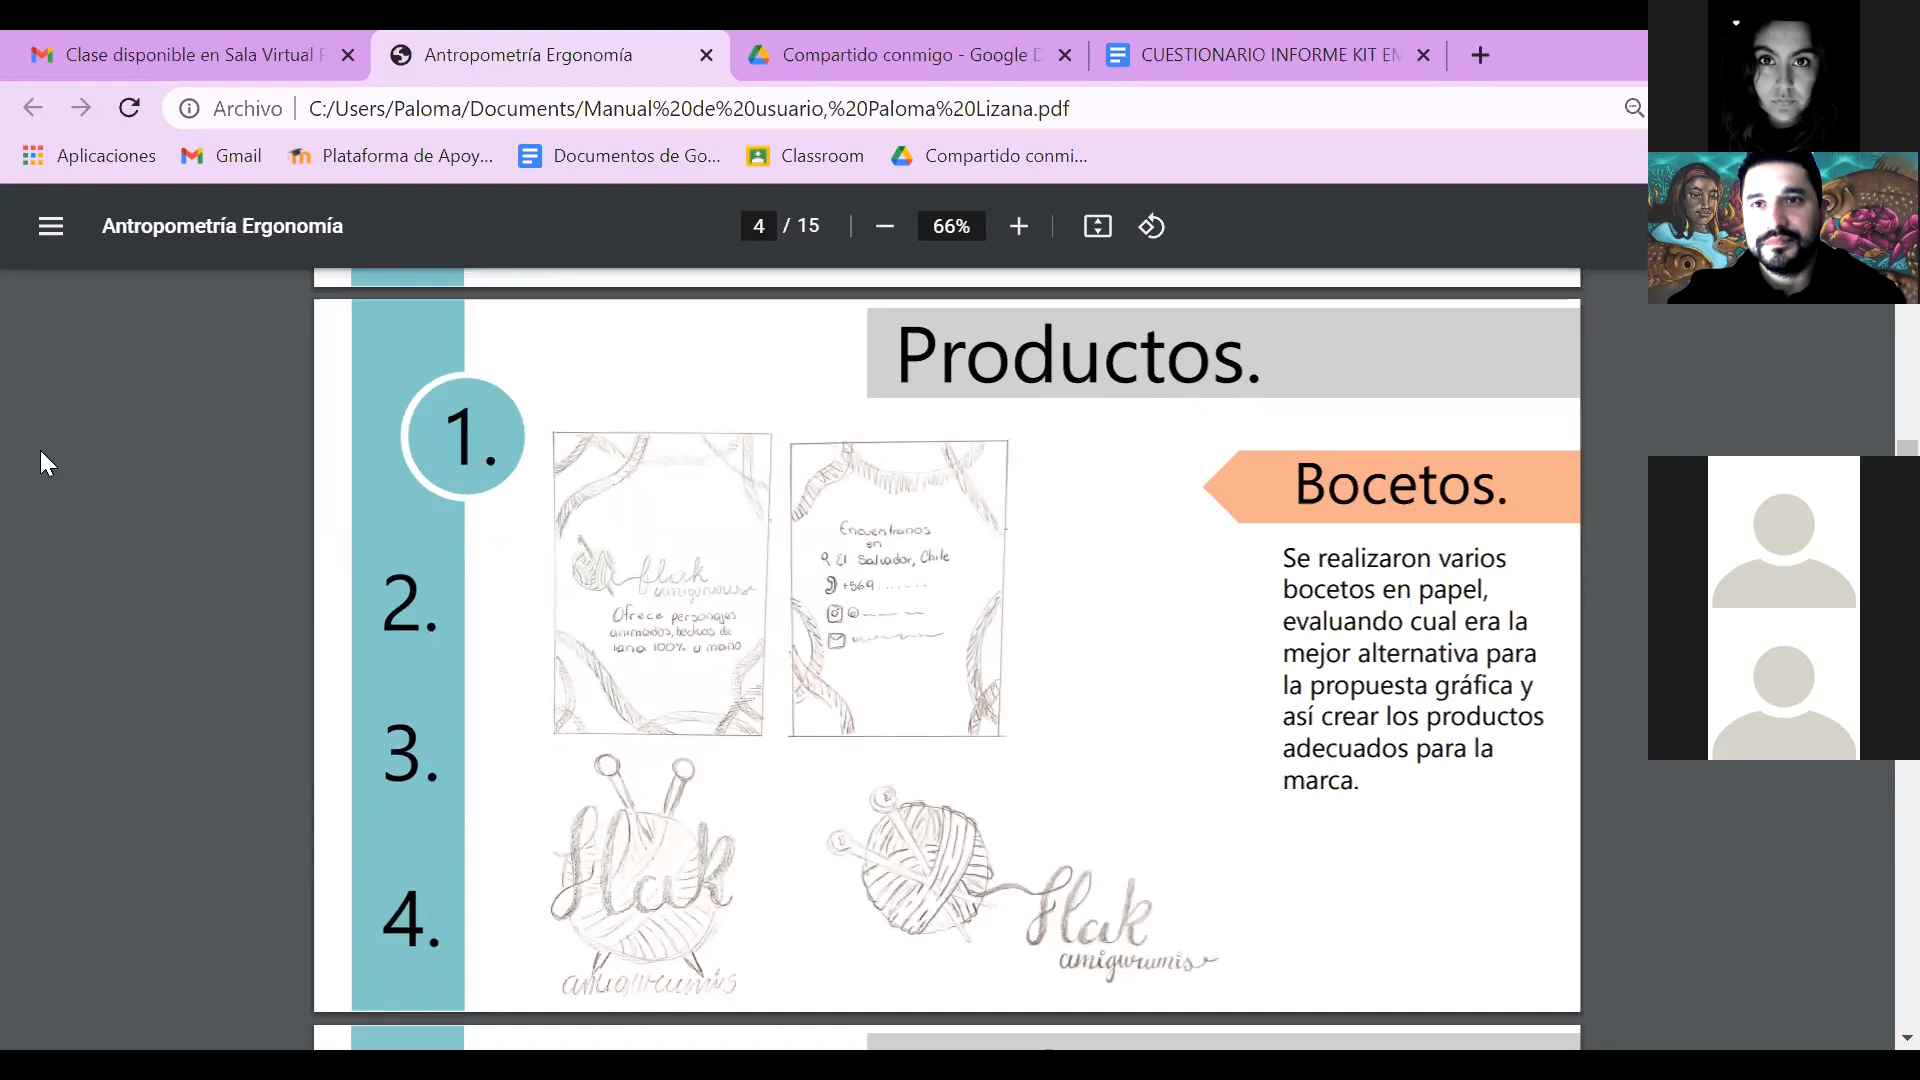 Clase disponible en Sala Virtual
Antropometría Ergonomía
Compartido conmigo - Google
CUESTIONARIO INFORME KIT
Archivo
C:/Users/Paloma/Documents/Manual%20de%20usuario,%20Paloma%20Lizana.pdf
Aplicaciones
Gmail
Plataforma de Apoy...
Documentos de Go...
Classroom
Compartido conmi...
Antropometría Ergonomía
4 / 15
66%
Productos.
1.
2.
3.
4.
flak
amigurumis
Ofrece personajes
animados, hechos de
lana 100% a mano
Encuentranos
en
El Salvador, Chile
+569.......
@
flak
amigurumis
flak
amigurumis
Bocetos.
Se realizaron varios
bocetos en papel,
evaluando cual era la
mejor alternativa para
la propuesta gráfica y
así crear los productos
adecuados para la
marca.